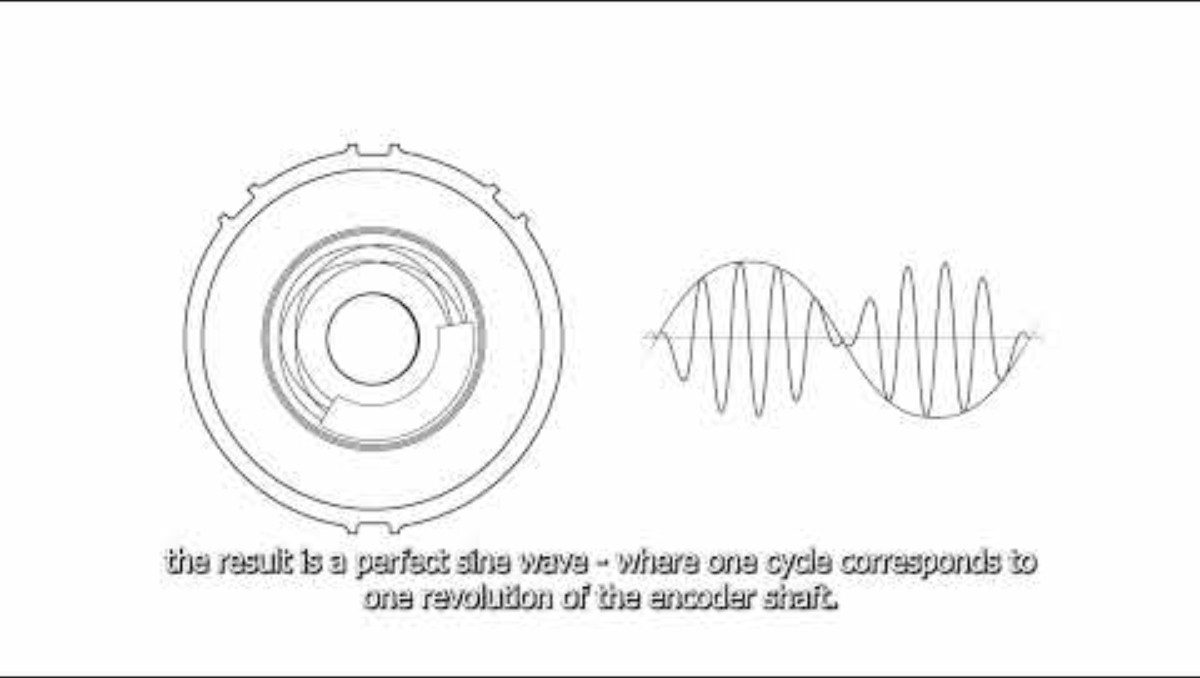 the result is a perfect sine wave - where one cycle corresponds to
one revolution of the encoder shaft.